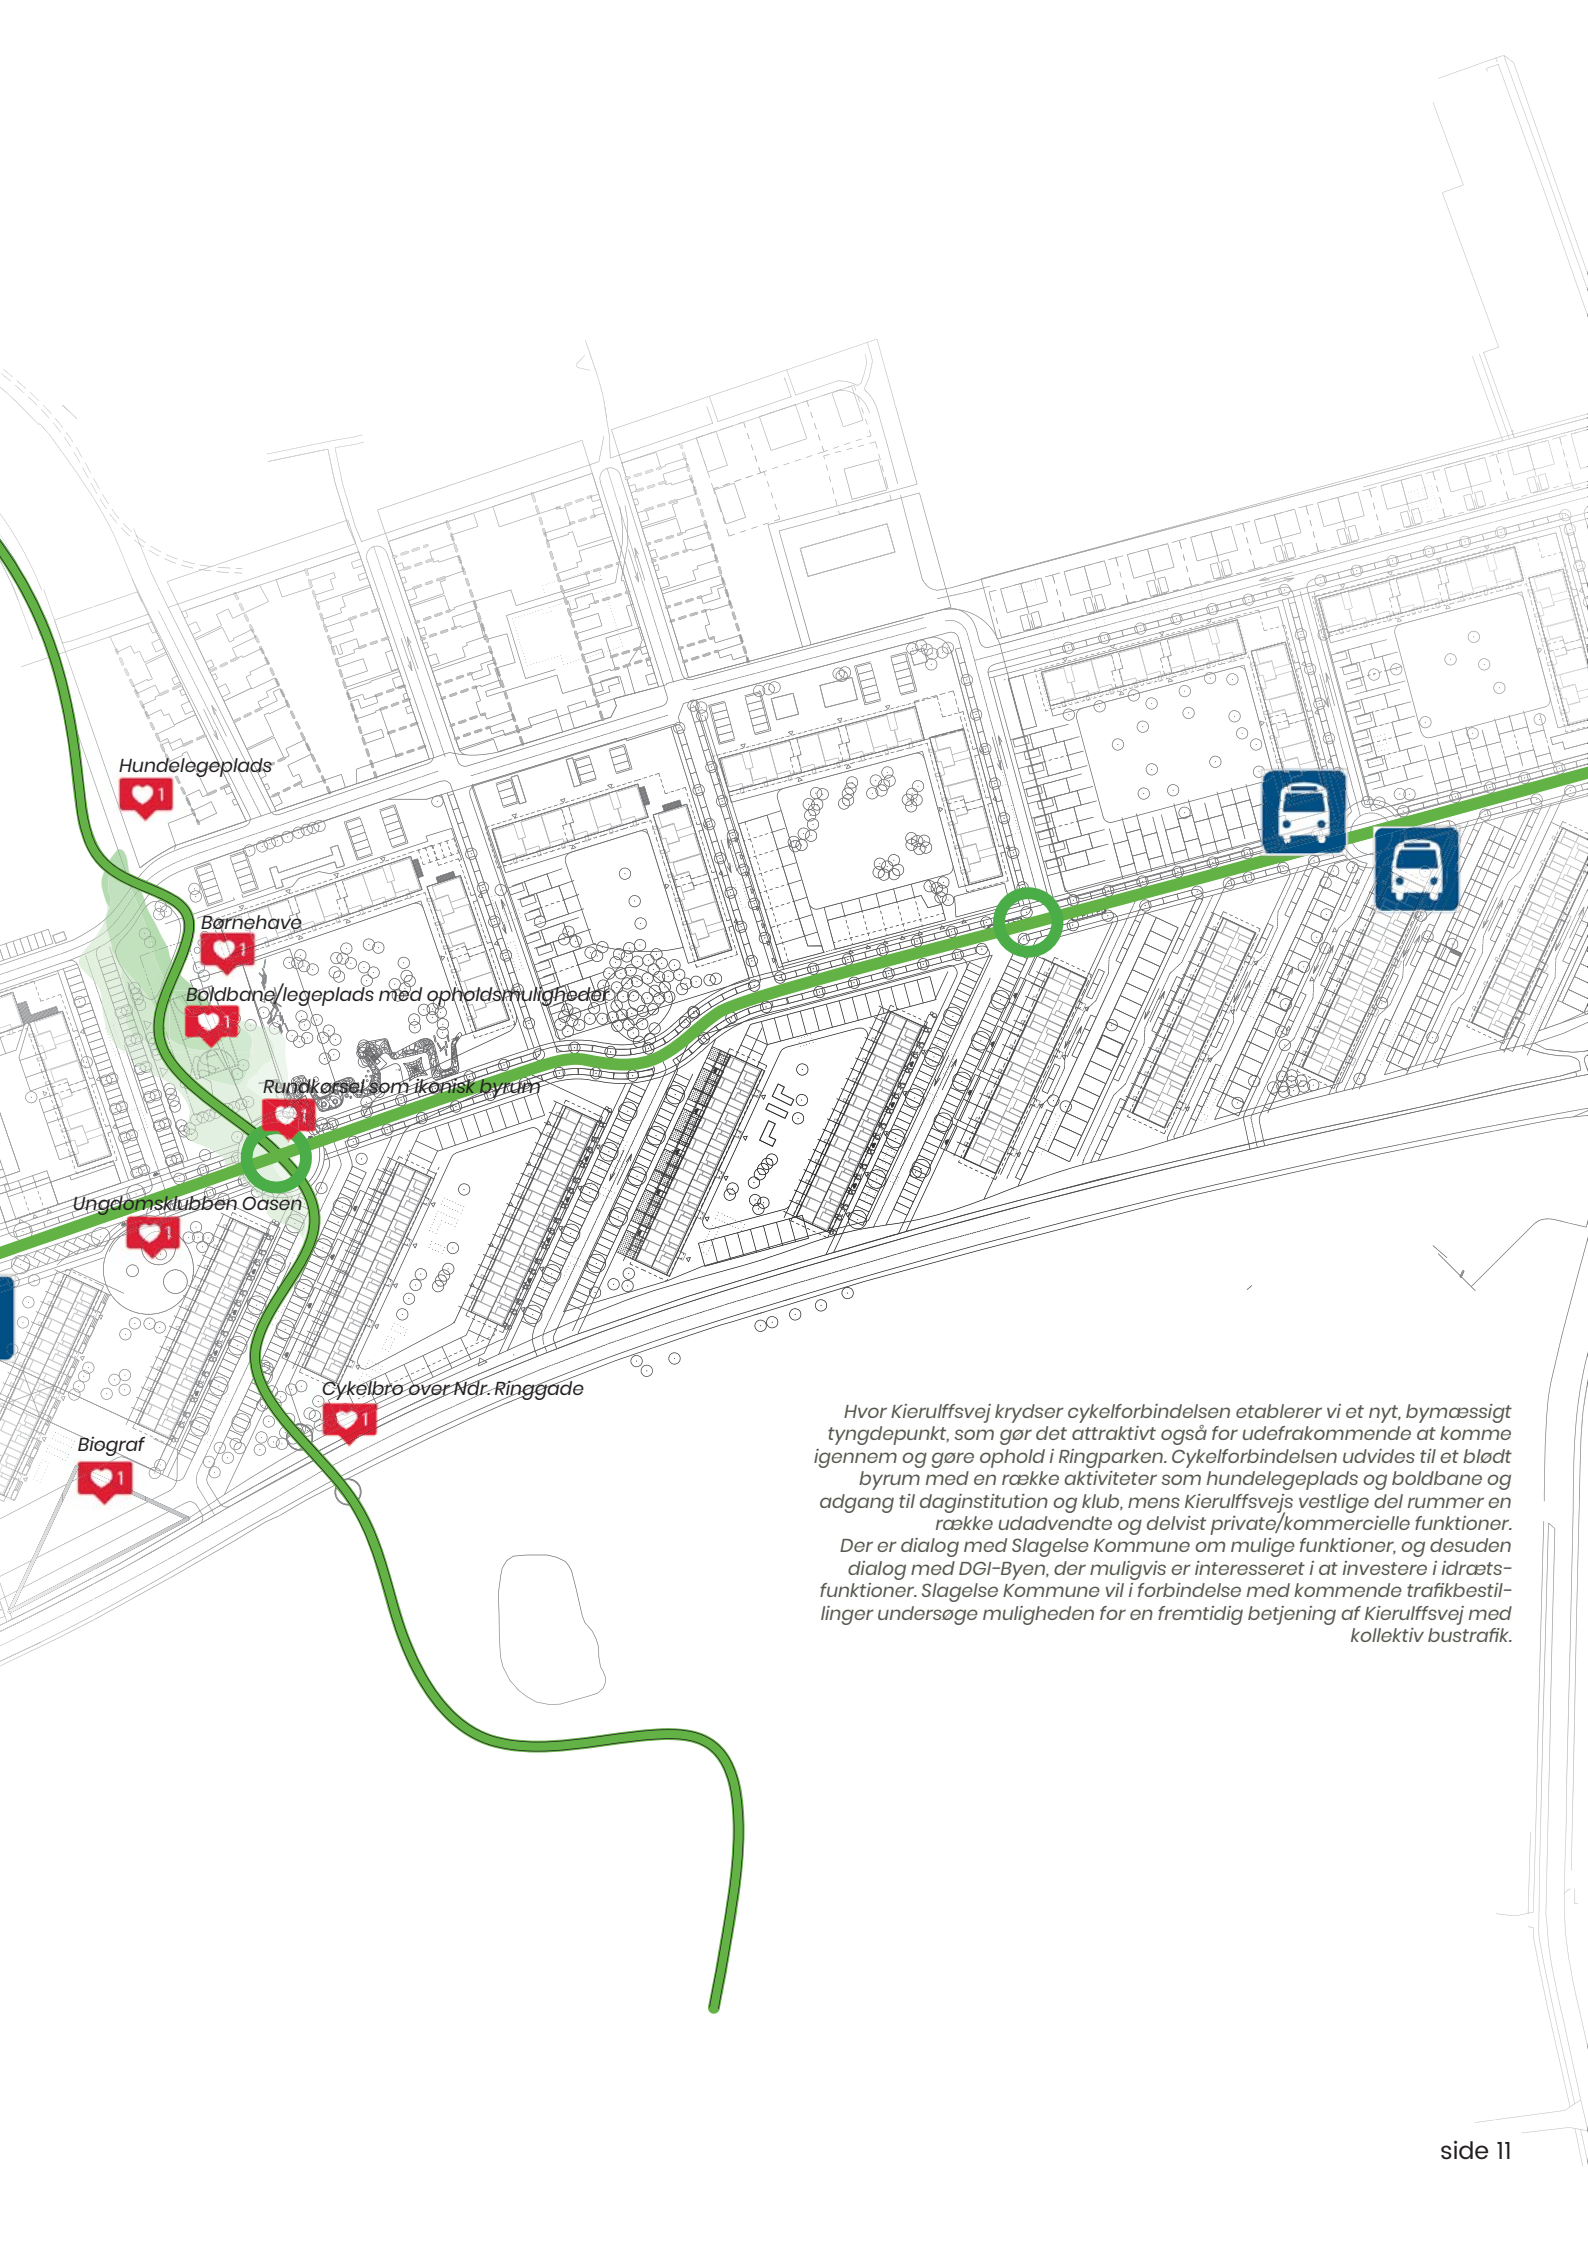 Hundelegeplads
1
Børnehave
1
Boldbane/legeplads med opholdsmuligheder
1
Rundkørsel som ikonisk byrum
1
Ungdomsklubben Oasen
1
Cykelbro over Ndr. Ringgade
1
Biograf
1
Hvor Kierulffsvej krydser cykelforbindelsen etablerer vi et nyt, bymæssigt
tyngdepunkt, som gør det attraktivt også for udefrakommende at komme
igennem og gøre ophold i Ringparken. Cykelforbindelsen udvides til et blødt
byrum med en række aktiviteter som hundelegeplads og boldbane og
adgang til daginstitution og klub, mens Kierulffsvejs vestlige del rummer en
række udadvendte og delvist private/kommercielle funktioner.
Der er dialog med Slagelse Kommune om mulige funktioner, og desuden
dialog med DGI-Byen, der muligvis er interesseret i at investere i idræts-
funktioner. Slagelse Kommune vil i forbindelse med kommende trafikbestil-
linger undersøge muligheden for en fremtidig betjening af Kierulffsvej med
kollektiv bustrafik.
side 11